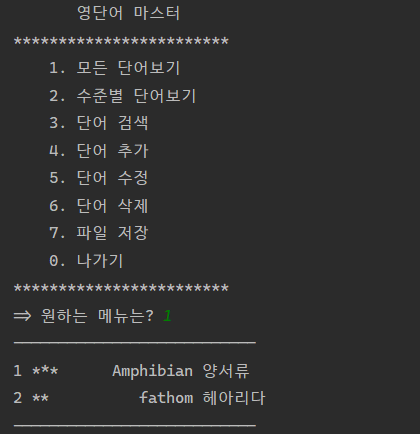 영단어 마스터
************************
1. 모든 단어보기
2. 수준별 단어보기
3. 단어 검색
4. 단어 추가
5. 단어 수정
6. 단어 삭제
7. 파일 저장
0. 나가기
************************
=> 원하는 메뉴는? 1
---------------------------
1 *** Amphibian 양서류
2 ** fathom 헤아리다
---------------------------